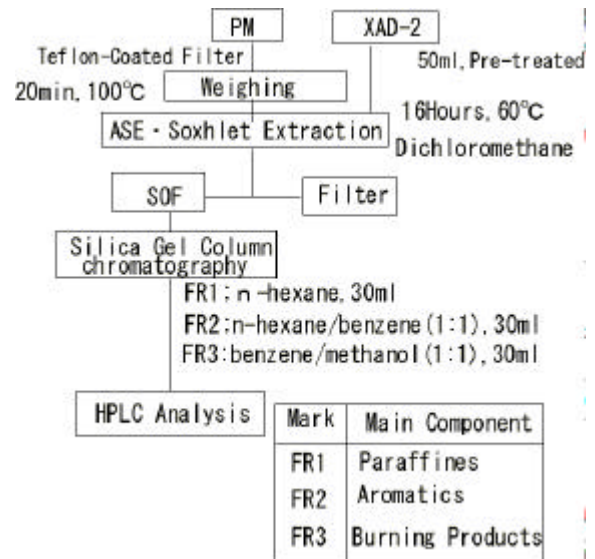 PM
XAD-2
Teflon-Coated Filter
50ml, Pre-treated
20min, 100℃
Weighing
16Hours, 60℃
ASE・Soxhlet Extraction
Dichloromethane
SOF
Filter
Silica Gel Column
chromatography
FR1;n-hexane, 30ml
FR2;n-hexane/benzene(1:1), 30ml
FR3:benzene/methanol(1:1), 30ml
HPLC Analysis
Mark Main Component
FR1 Paraffines
FR2 Aromatics
FR3 Burning Products